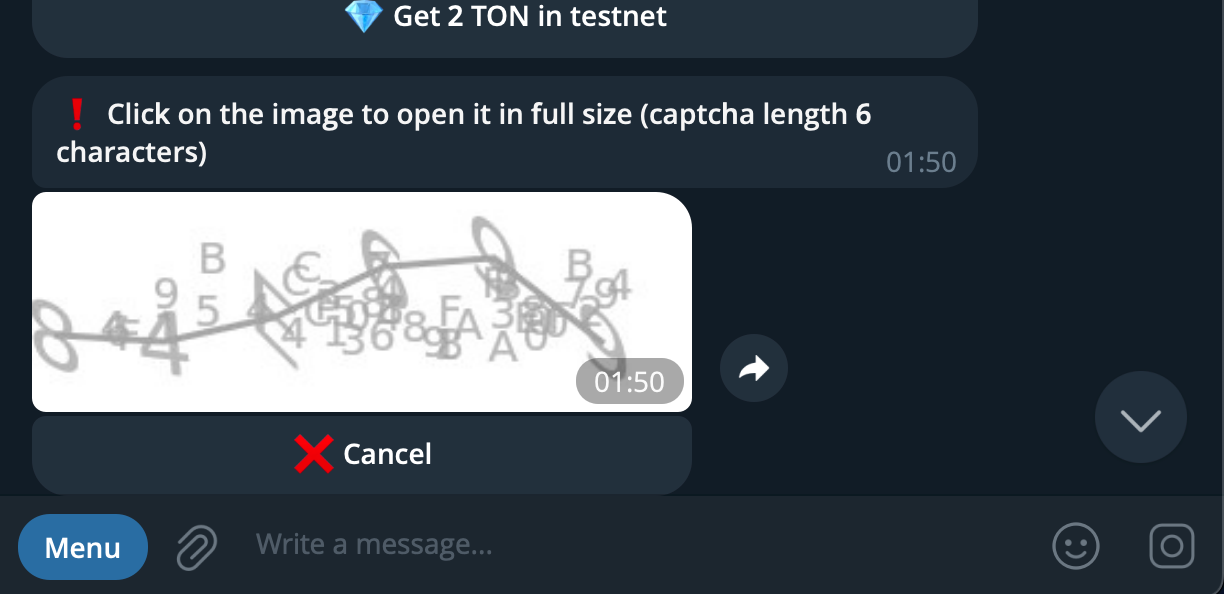 💎 Get 2 TON in testnet
❗ Click on the image to open it in full size (captcha length 6
characters)
01:50
01:50
❌ Cancel
Menu
Write a message...